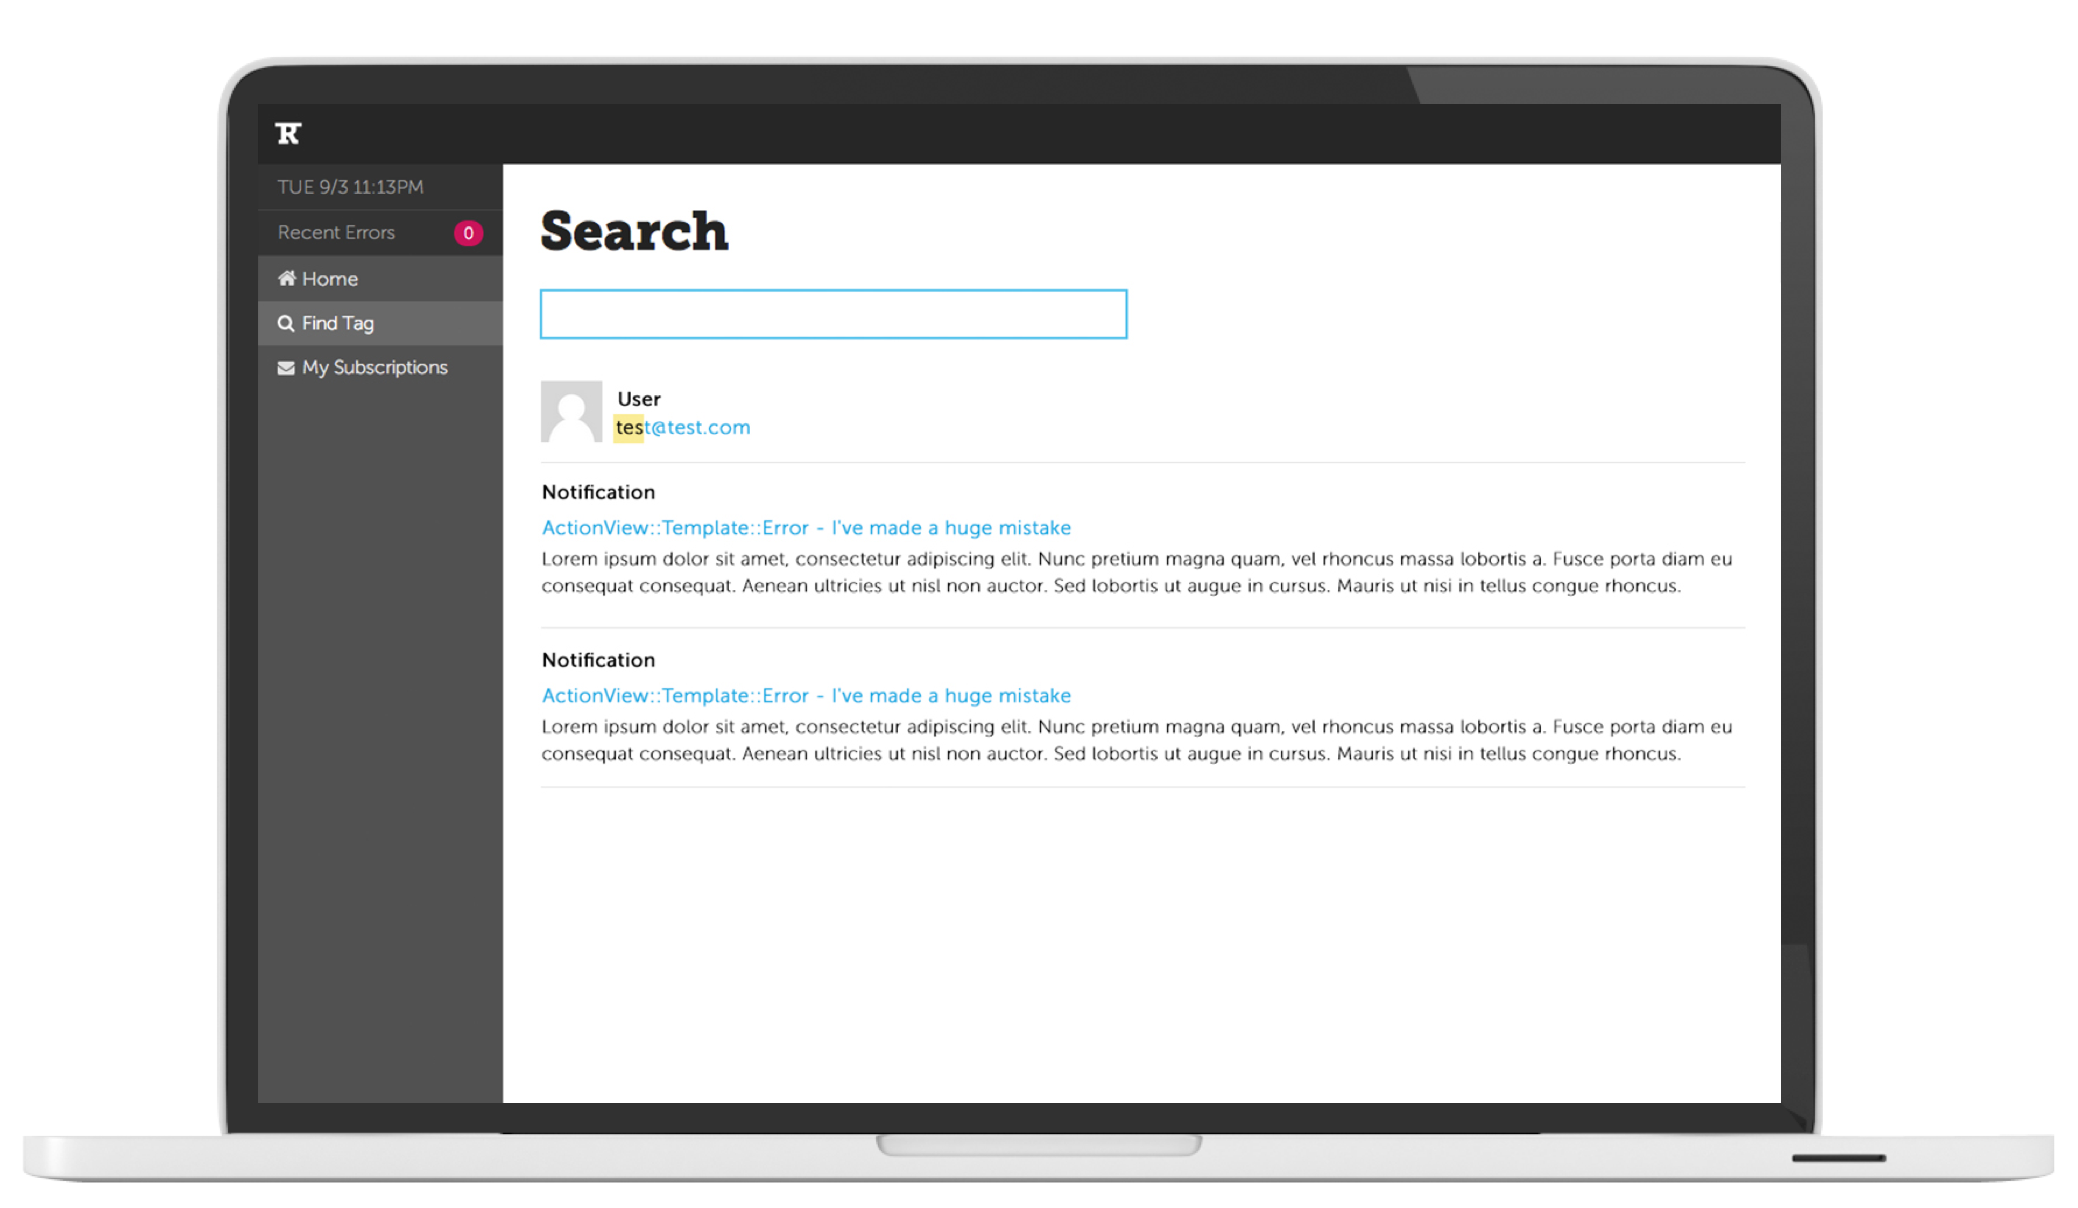 R
TUE 9/3 11:13PM
Recent Errors 0
Home
Find Tag
My Subscriptions
Search
User
test@test.com
Notification
ActionView::Template::Error - I've made a huge mistake
Lorem ipsum dolor sit amet, consectetur adipiscing elit. Nunc pretium magna quam, vel rhoncus massa lobortis a. Fusce porta diam eu
consequat consequat. Aenean ultricies ut nisl non auctor. Sed lobortis ut augue in cursus. Mauris ut nisi in tellus congue rhoncus.
Notification
ActionView::Template::Error - I've made a huge mistake
Lorem ipsum dolor sit amet, consectetur adipiscing elit. Nunc pretium magna quam, vel rhoncus massa lobortis a. Fusce porta diam eu
consequat consequat. Aenean ultricies ut nisl non auctor. Sed lobortis ut augue in cursus. Mauris ut nisi in tellus congue rhoncus.